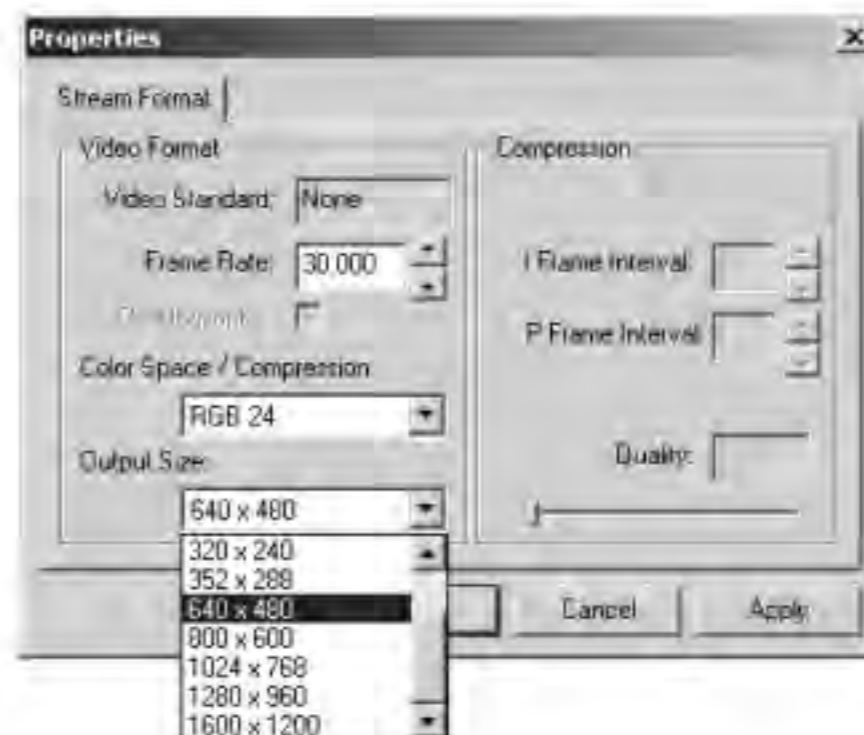 Properties
Stream Format
Video Format
Video Standard: None
Frame Rate: 30.000
Color Space / Compression
RGB 24
Output Size:
640 x 480
320 x 240
352 x 288
640 x 480
800 x 600
1024 x 768
1280 x 960
1600 x 1200
Compression
I Frame Interval:
P Frame Interval:
Quality:
Cancel
Apply